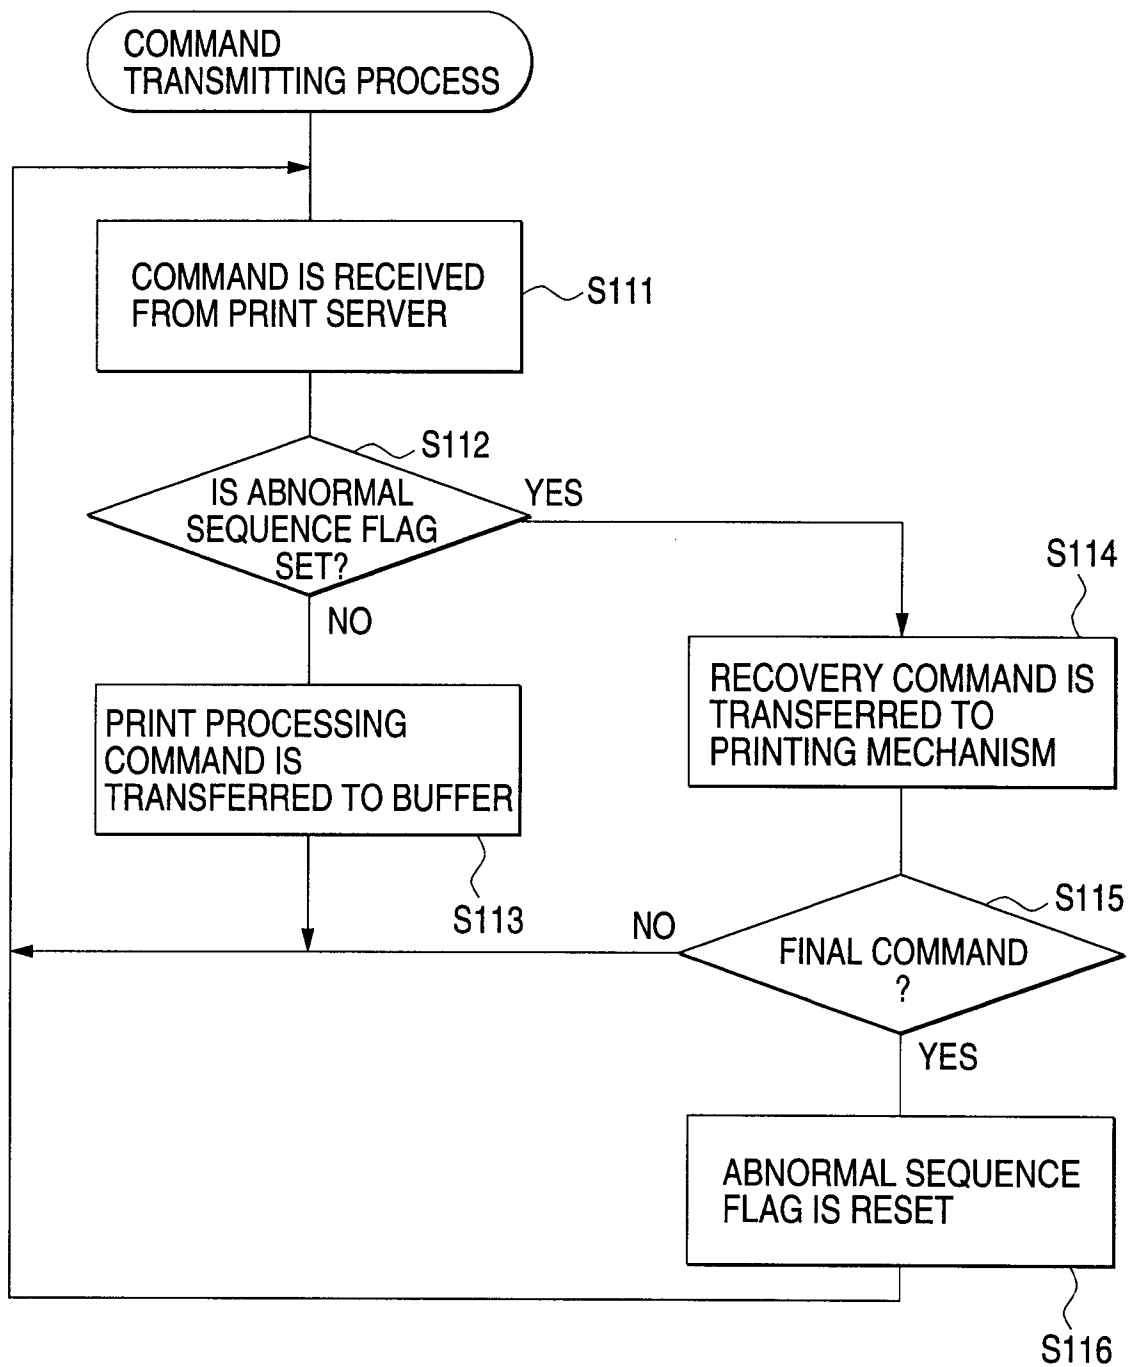 COMMAND
TRANSMITTING PROCESS
COMMAND IS RECEIVED
FROM PRINT SERVER
S111
S112
IS ABNORMAL
SEQUENCE FLAG
SET?
YES
NO
S114
RECOVERY COMMAND IS
TRANSFERRED TO
PRINTING MECHANISM
PRINT PROCESSING
COMMAND IS
TRANSFERRED TO BUFFER
S113
S115
NO
FINAL COMMAND
?
YES
ABNORMAL SEQUENCE
FLAG IS RESET
S116